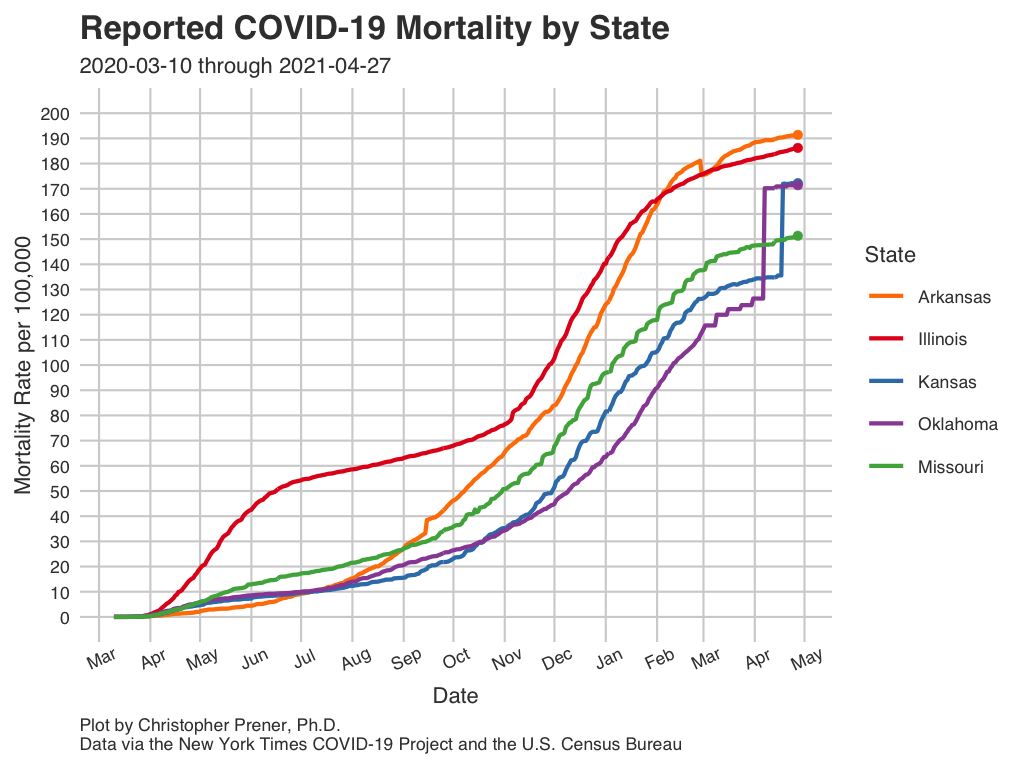 Reported COVID-19 Mortality by State
2020-03-10 through 2021-04-27
Mortality Rate per 100,000
200
190
180
170
160
150
140
130
120
110
100
90
80
70
60
50
40
30
20
10
0
Mar Apr May Jun Jul Aug Sep Oct Nov Dec Jan Feb Mar Apr May
Date
State
Arkansas
Illinois
Kansas
Oklahoma
Missouri
Plot by Christopher Prener, Ph.D.
Data via the New York Times COVID-19 Project and the U.S. Census Bureau